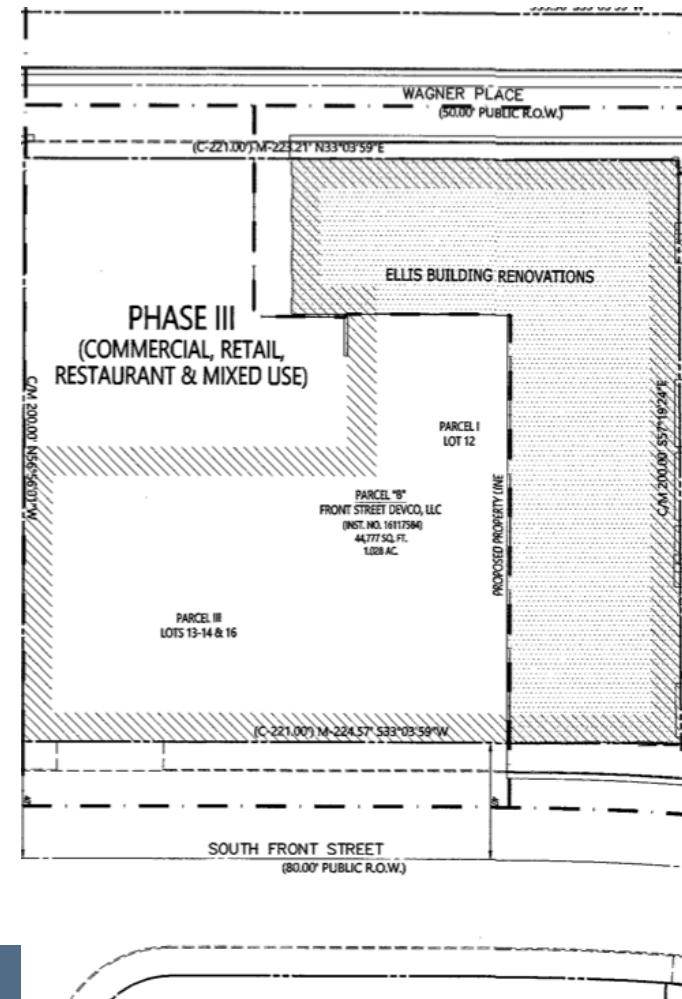 WAGNER PLACE
(50.00' PUBLIC R.O.W.)
(C-221.00') M-223.21' N33°03'59"E
ELLIS BUILDING RENOVATIONS
PHASE III
(COMMERCIAL, RETAIL,
RESTAURANT & MIXED USE)
C/M 200.00' N56°56'01"W
C/M 200.00' S57°19'24"E
PARCEL I
LOT 12
PROPOSED PROPERTY LINE
PARCEL "B"
FRONT STREET DEVCO, LLC
(INST. NO. 16117584)
44,777 SQ. FT.
1.028 AC.
PARCEL III
LOTS 13-14 & 16
(C-221.00') M-224.57' S33°03'59"W
SOUTH FRONT STREET
(80.00' PUBLIC R.O.W.)